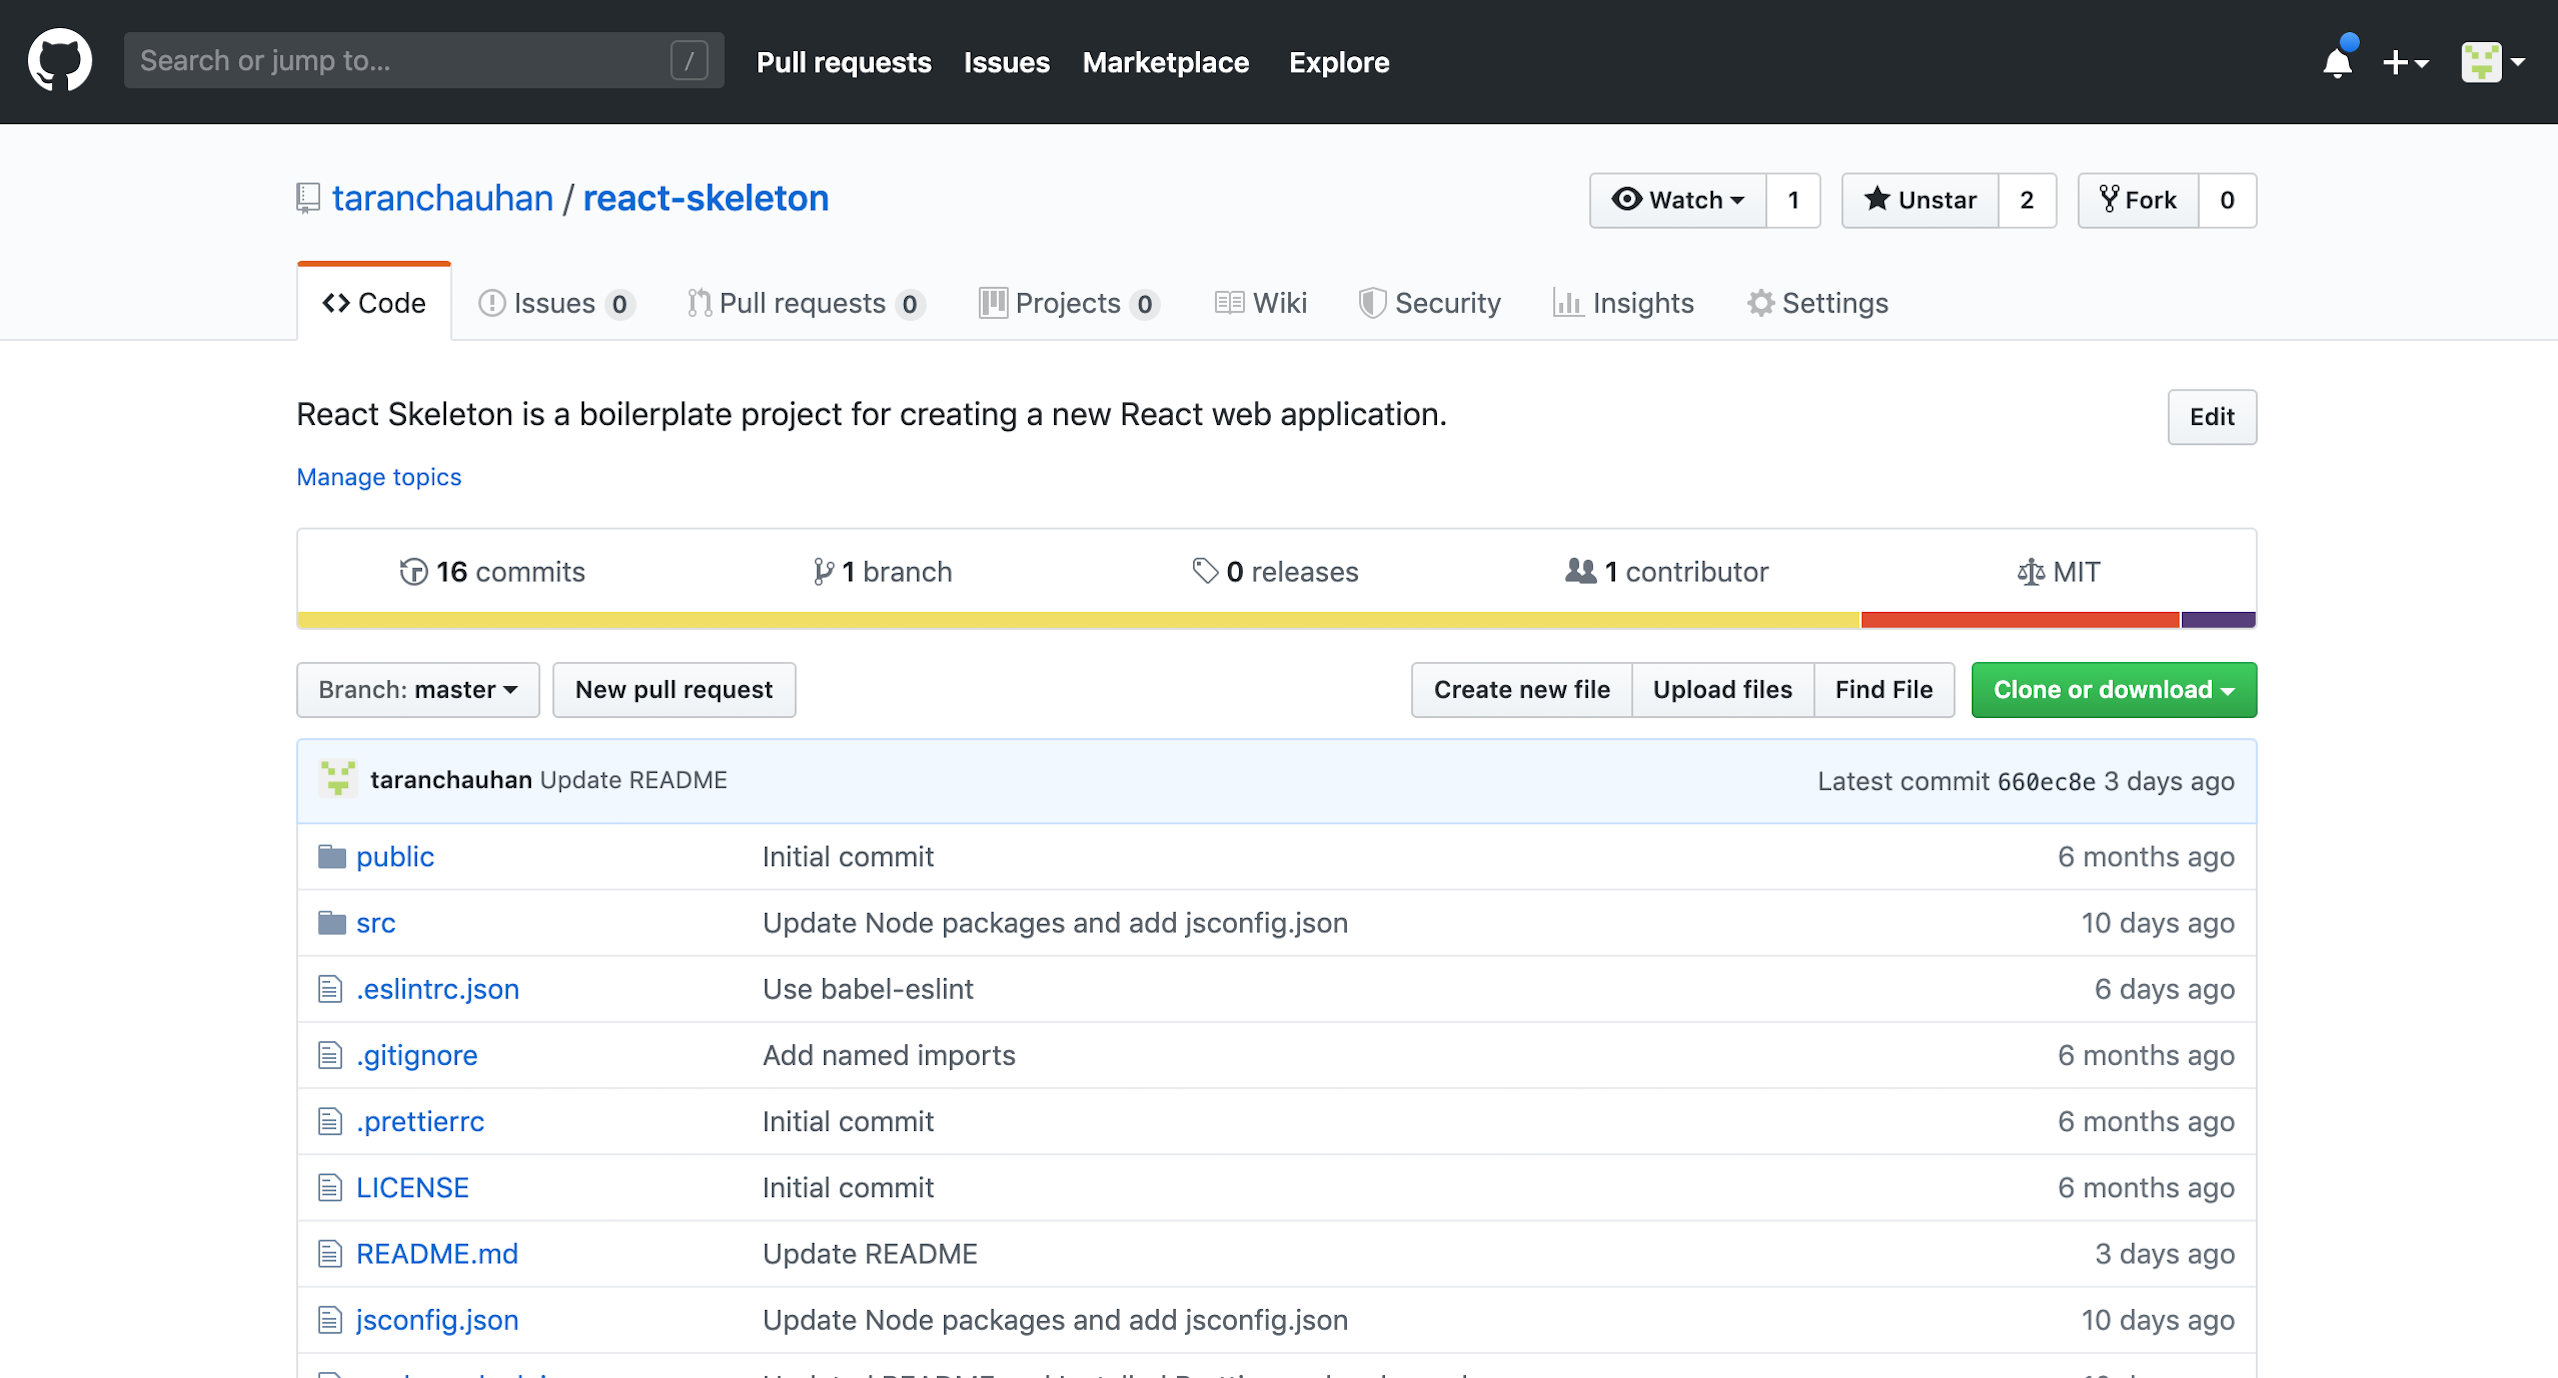 Search or jump to... / Pull requests Issues Marketplace Explore
taranchauhan / react-skeleton Watch 1 Unstar 2 Fork 0
Code Issues 0 Pull requests 0 Projects 0 Wiki Security Insights Settings
React Skeleton is a boilerplate project for creating a new React web application. Edit
Manage topics
16 commits 1 branch 0 releases 1 contributor MIT
Branch: master New pull request Create new file Upload files Find File Clone or download
taranchauhan Update README Latest commit 660ec8e 3 days ago
public Initial commit 6 months ago
src Update Node packages and add jsconfig.json 10 days ago
.eslintrc.json Use babel-eslint 6 days ago
.gitignore Add named imports 6 months ago
.prettierrc Initial commit 6 months ago
LICENSE Initial commit 6 months ago
README.md Update README 3 days ago
jsconfig.json Update Node packages and add jsconfig.json 10 days ago